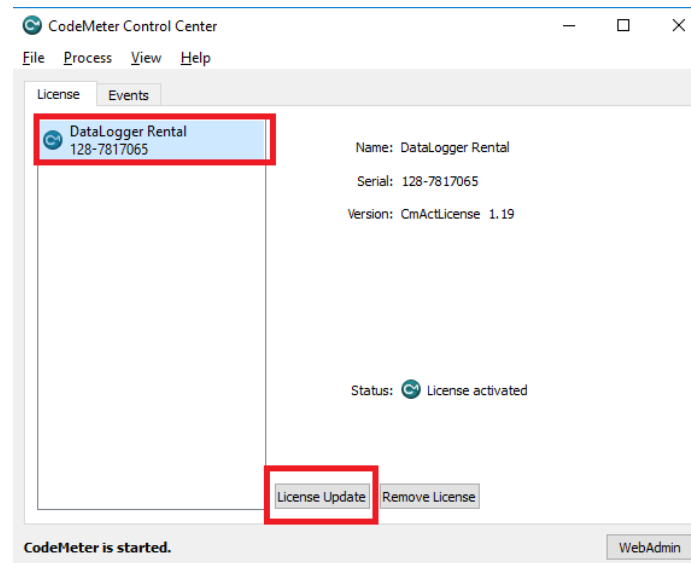 CodeMeter Control Center
File Process View Help
License Events
DataLogger Rental
128-7817065
Name: DataLogger Rental
Serial: 128-7817065
Version: CmActLicense 1.19
Status: License activated
License Update Remove License
CodeMeter is started. WebAdmin